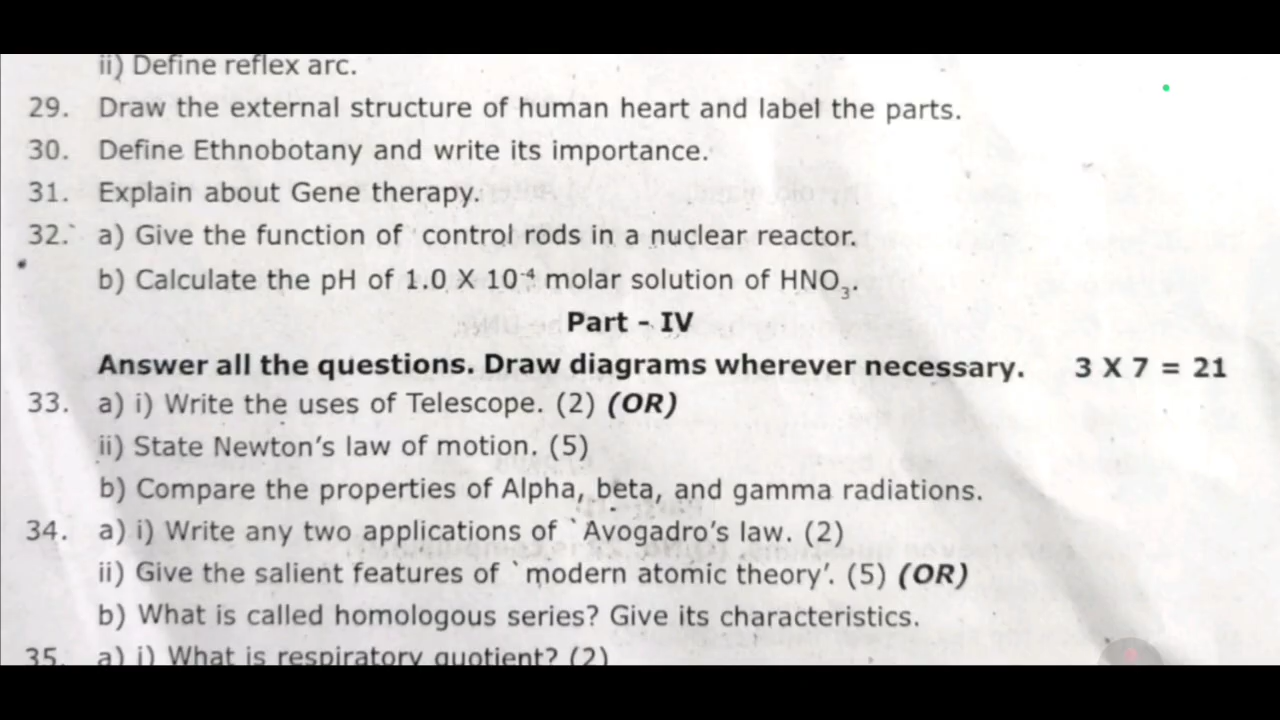 ii) Define reflex arc.
29. Draw the external structure of human heart and label the parts.
30. Define Ethnobotany and write its importance.
31. Explain about Gene therapy.
32. a) Give the function of `control rods in a nuclear reactor.
b) Calculate the pH of 1.0 X 10⁻⁴ molar solution of HNO₃.
Part - IV
Answer all the questions. Draw diagrams wherever necessary. 3 X 7 = 21
33. a) i) Write the uses of Telescope. (2) (OR)
ii) State Newton's law of motion. (5)
b) Compare the properties of Alpha, beta, and gamma radiations.
34. a) i) Write any two applications of `Avogadro's law. (2)
ii) Give the salient features of `modern atomic theory'. (5) (OR)
b) What is called homologous series? Give its characteristics.
35. a) i) What is respiratory quotient? (2)